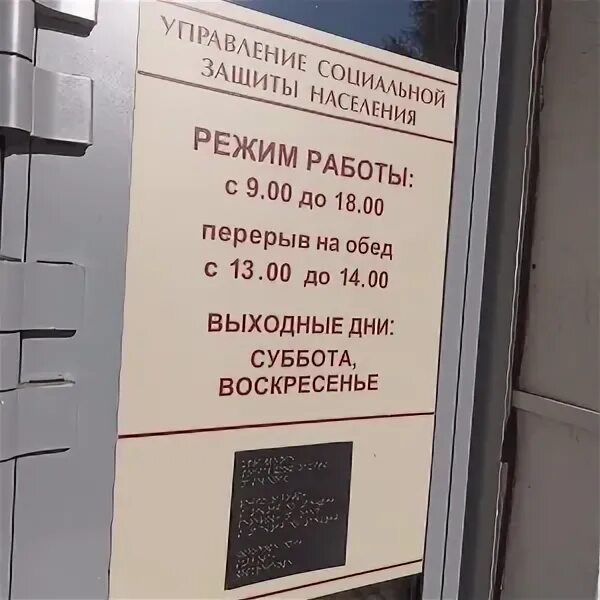 УПРАВЛЕНИЕ СОЦИАЛЬНОЙ
ЗАЩИТЫ НАСЕЛЕНИЯ
РЕЖИМ РАБОТЫ:
с 9.00 до 18.00
перерыв на обед
с 13.00 до 14.00
ВЫХОДНЫЕ ДНИ:
СУББОТА,
ВОСКРЕСЕНЬЕ